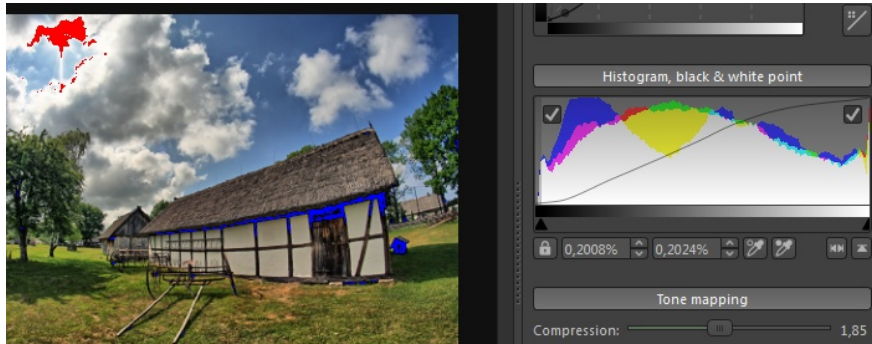 Histogram, black & white point
0,2008% 0,2024%
Tone mapping
Compression: 1,85